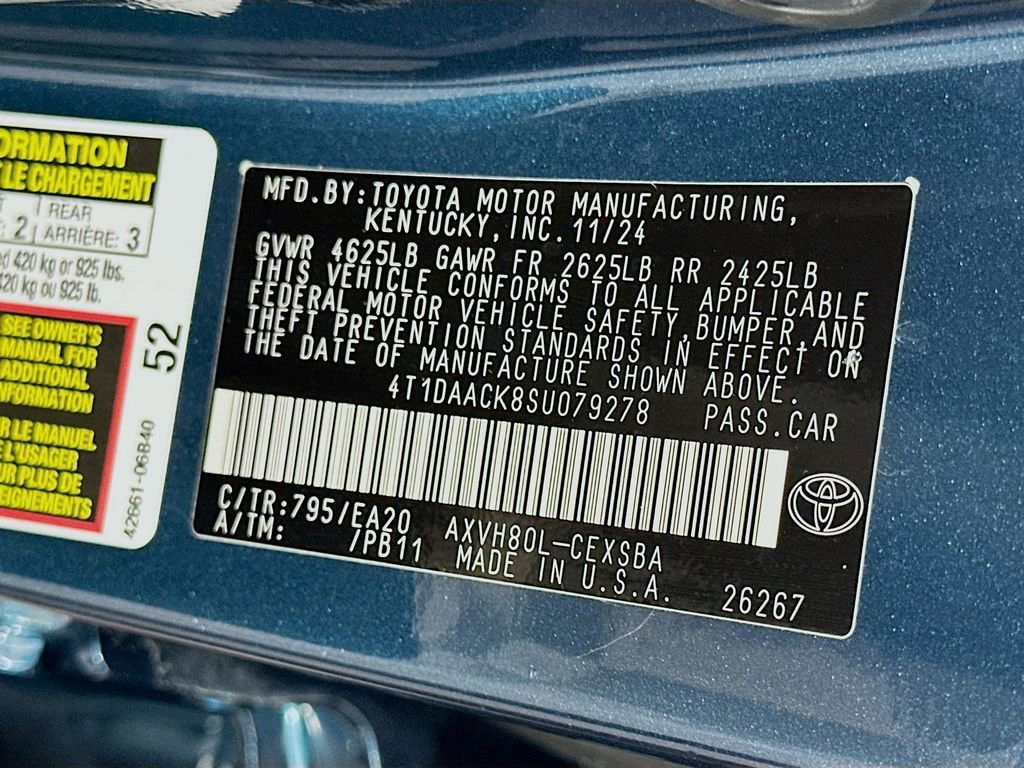 ORMATION
LE CHARGEMENT
REAR
: 2 | ARRIÈRE: 3
420 kg or 925 lbs.
420 kg ou 925 lb.
SEE OWNER'S
MANUAL FOR
ADDITIONAL
INFORMATION
LE MANUEL
L'USAGER
PLUS DE
52
42661-06B40
MFD.BY:TOYOTA MOTOR MANUFACTURING,
KENTUCKY,INC. 11/24
GVWR 4625LB GAWR FR 2625LB RR 2425LB
THIS VEHICLE CONFORMS TO ALL APPLICABLE
FEDERAL MOTOR VEHICLE SAFETY,BUMPER,AND
THEFT PREVENTION STANDARDS IN EFFECT ON
THE DATE OF MANUFACTURE SHOWN ABOVE.
4T1DAACK8SU079278 PASS.CAR
C/TR:795/EA20 AXVH80L-CEXSBA
A/TM: /PB11 MADE IN U.S.A. 26267